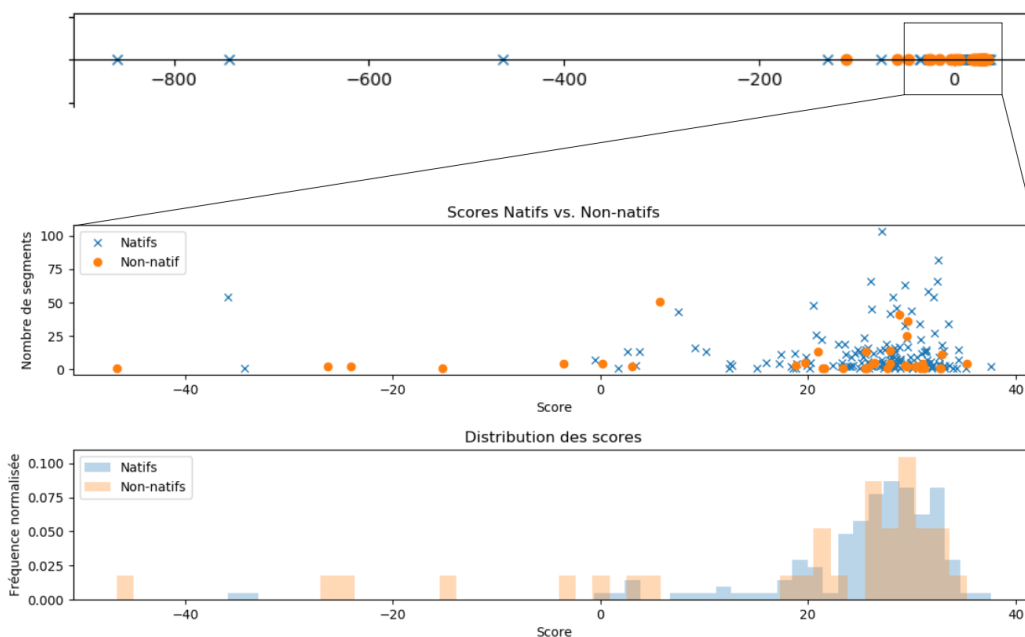 −800 −600 −400 −200 0
Scores Natifs vs. Non-natifs
Nombre de segments
100
75
50
25
0
Natifs
Non-natif
−40 −20 0 20 40
Score
Distribution des scores
Fréquence normalisée
0.100
0.075
0.050
0.025
0.000
Natifs
Non-natifs
−40 −20 0 20 40
Score